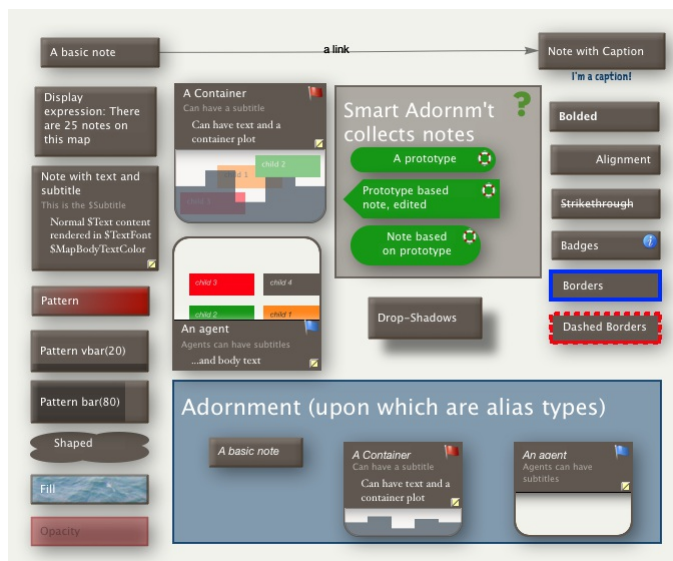 A basic note
a link
Note with Caption
I'm a caption!
Display
expression: There
are 25 notes on
this map
Note with text and
subtitle
This is the $Subtitle
Normal $Text content
rendered in $TextFont
$MapBodyTextColor
Pattern
Pattern vbar(20)
Pattern bar(80)
Shaped
Fill
Opacity
A Container
Can have a subtitle
Can have text and a
container plot
child 2
child 1
child 3
child 3
child 4
child 2
child 1
An agent
Agents can have subtitles
...and body text
Smart Adornm't
collects notes
?
A prototype
Prototype based
note, edited
Note based
on prototype
Drop-Shadows
Bolded
Alignment
Strikethrough
Badges
i
Borders
Dashed Borders
Adornment (upon which are alias types)
A basic note
A Container
Can have a subtitle
Can have text and a
container plot
An agent
Agents can have
subtitles